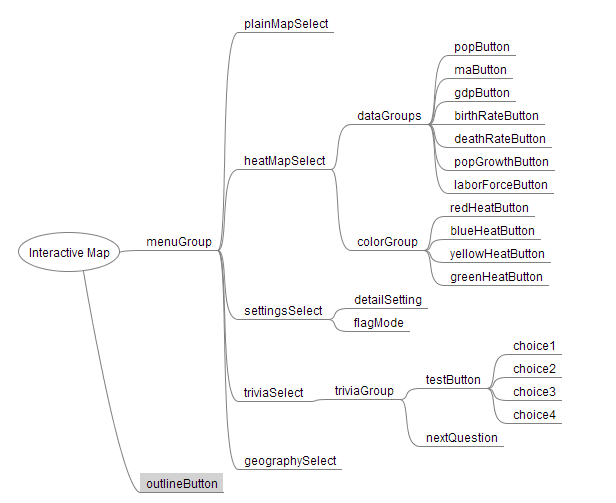 Interactive Map
menuGroup
plainMapSelect
heatMapSelect
dataGroups
popButton
maButton
gdpButton
birthRateButton
deathRateButton
popGrowthButton
laborForceButton
colorGroup
redHeatButton
blueHeatButton
yellowHeatButton
greenHeatButton
settingsSelect
detailSetting
flagMode
triviaSelect
triviaGroup
testButton
choice1
choice2
choice3
choice4
nextQuestion
geographySelect
outlineButton